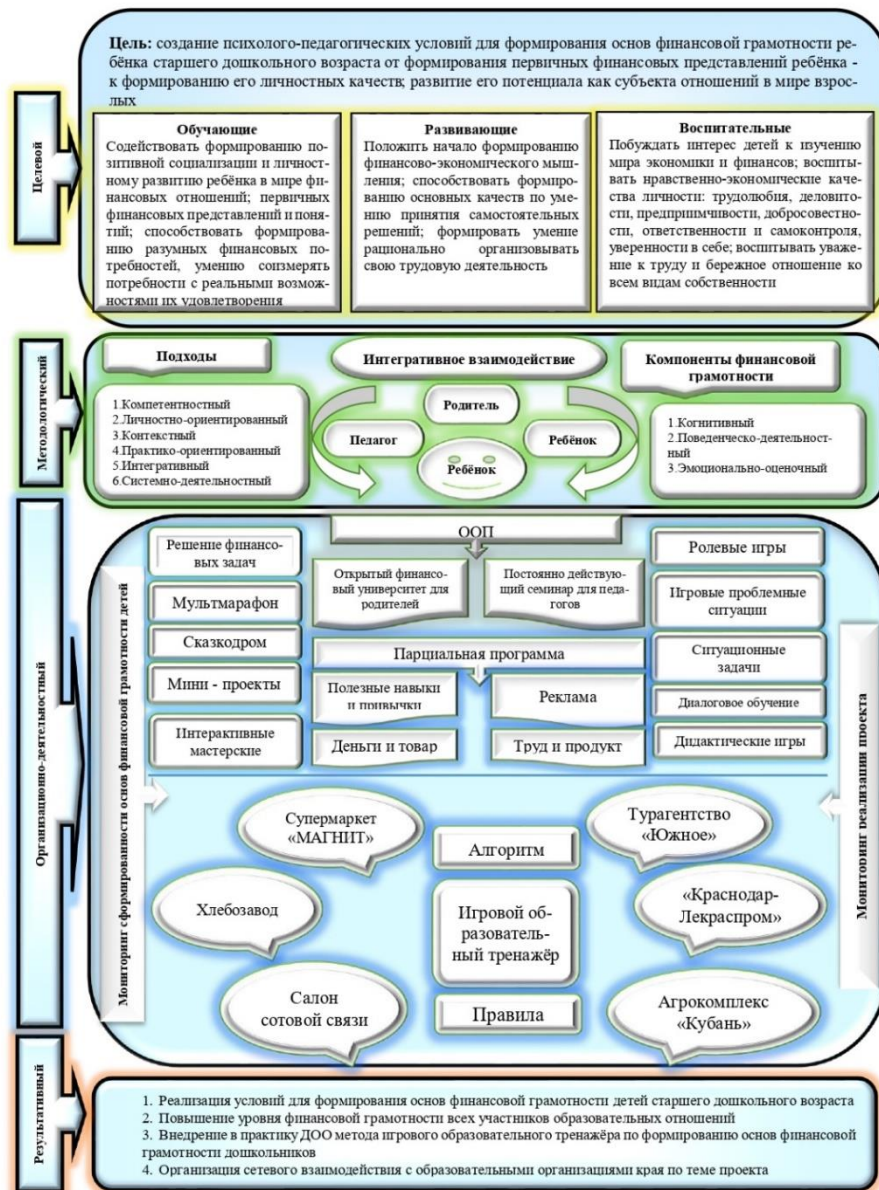 Целевой
Цель: создание психолого-педагогических условий для формирования основ финансовой грамотности ре-
бёнка старшего дошкольного возраста от формирования первичных финансовых представлений ребёнка -
к формированию его личностных качеств; развитие его потенциала как субъекта отношений в мире взрос-
лых
Обучающие
Содействовать формированию по-
зитивной социализации и личност-
ному развитию ребёнка в мире фи-
нансовых отношений; первичных
финансовых представлений и поня-
тий; способствовать формирова-
нию разумных финансовых по-
требностей, умению соизмерять
потребности с реальными возмож-
ностями их удовлетворения
Развивающие
Положить начало формированию
финансово-экономического мыш-
ления; способствовать формиро-
ванию основных качеств по уме-
нию принятия самостоятельных
решений; формировать умение
рационально организовывать
свою трудовую деятельность
Воспитательные
Побуждать интерес детей к изучению
мира экономики и финансов; воспиты-
вать нравственно-экономические каче-
ства личности: трудолюбия, деловито-
сти, предприимчивости, добросовестно-
сти, ответственности и самоконтроля,
уверенности в себе; воспитывать уважение
к труду и бережное отношение ко
всем видам собственности
Методологический
Подходы
1.Компетентностный
2.Личностно-ориентированный
3.Контекстный
4.Практико-ориентированный
5.Интегративный
6.Системно-деятельностный
Интегративное взаимодействие
Родитель
Педагог
Ребёнок
Ребёнок
Компоненты финансовой
грамотности
1.Когнитивный
2.Поведенческо-деятельност-
ный
3.Эмоционально-оценочный
Организационно-деятельностный
Мониторинг сформированности основ финансовой грамотности детей
Решение финансо-
вых задач
Мультмарафон
Сказкодром
Мини - проекты
Интерактивные
мастерские
ООП
Открытый финансо-
вый университет для
родителей
Постоянно действую-
щий семинар для педа-
гогов
Парциальная программа
Полезные навыки
и привычки
Реклама
Деньги и товар
Труд и продукт
Ролевые игры
Игровые проблемные
ситуации
Ситуационные
задачи
Диалоговое обучение
Дидактические игры
Мониторинг реализации проекта
Супермаркет
«МАГНИТ»
Хлебозавод
Салон
сотовой связи
Алгоритм
Игровой об-
разователь-
ный тренажёр
Правила
Турагентство
«Южное»
«Краснодар-
Лекраспром»
Агрокомплекс
«Кубань»
Результативный
1. Реализация условий для формирования основ финансовой грамотности детей старшего дошкольного возраста
2. Повышение уровня финансовой грамотности всех участников образовательных отношений
3. Внедрение в практику ДОО метода игрового образовательного тренажёра по формированию основ финансовой
грамотности дошкольников
4. Организация сетевого взаимодействия с образовательными организациями края по теме проекта